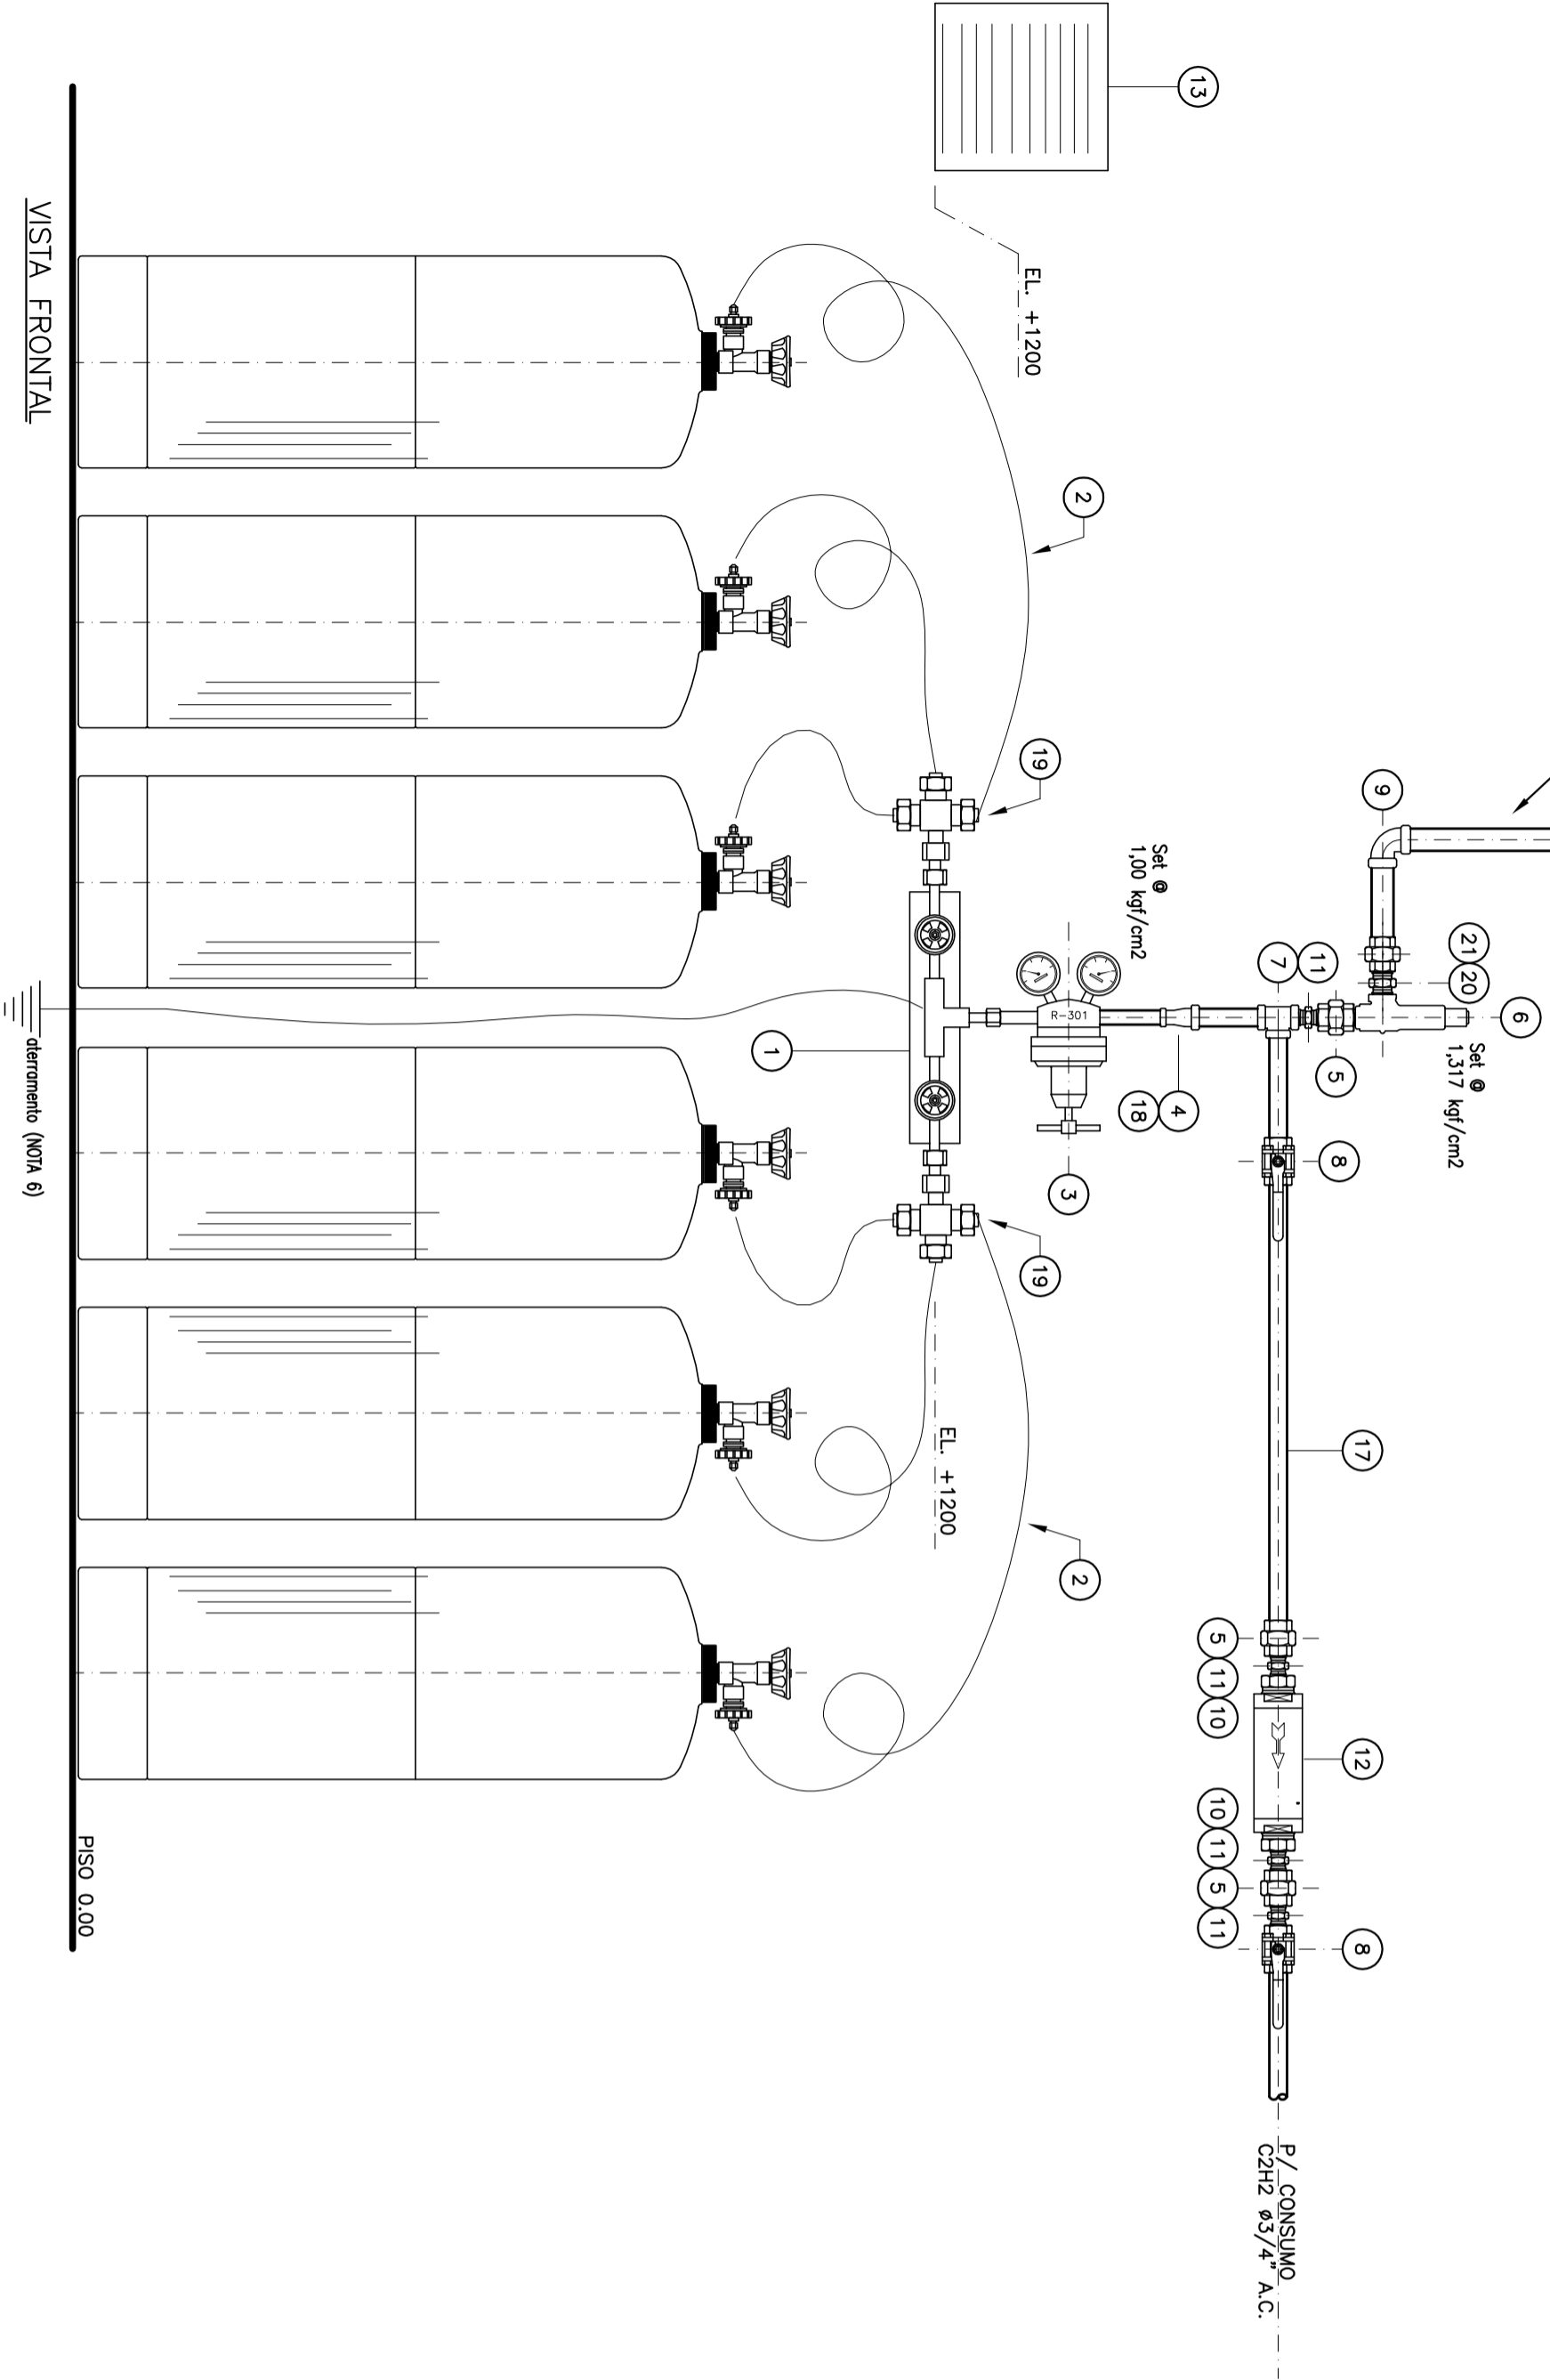 13
EL. +1200
2
19
9
21
20
6
Set @
1,317 kgf/cm2
11
7
5
8
Set @
1,00 kgf/cm2
R-301
4
18
3
1
19
17
EL. +1200
2
5
11
10
12
10
11
5
11
8
P/ CONSUMO
C2H2 ø3/4" A.C.
PISO 0.00
aterramento (NOTA 6)
VISTA FRONTAL